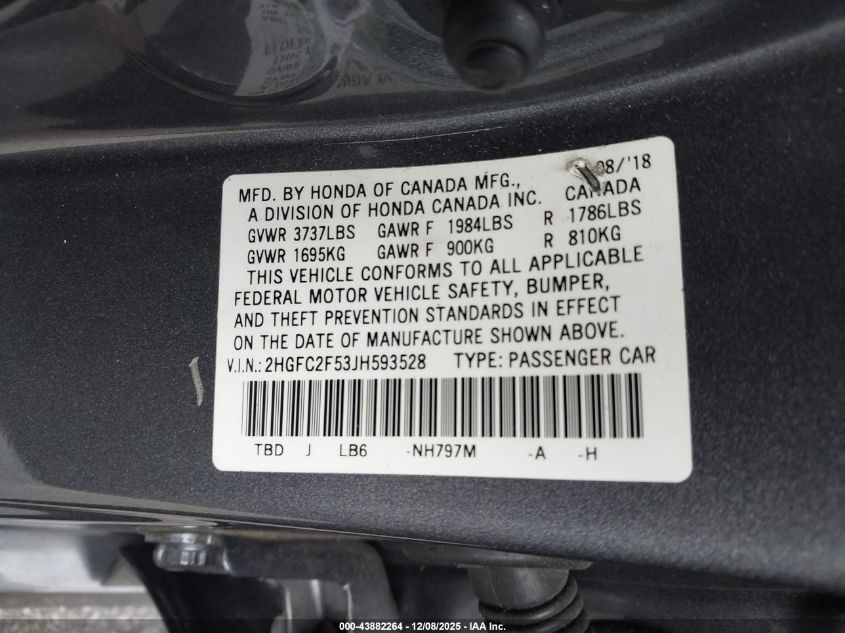 MFD. BY HONDA OF CANADA MFG., 08/'18
A DIVISION OF HONDA CANADA INC. CANADA
GVWR 3737LBS GAWR F 1984LBS R 1786LBS
GVWR 1695KG GAWR F 900KG R 810KG
THIS VEHICLE CONFORMS TO ALL APPLICABLE
FEDERAL MOTOR VEHICLE SAFETY, BUMPER,
AND THEFT PREVENTION STANDARDS IN EFFECT
ON THE DATE OF MANUFACTURE SHOWN ABOVE.
V.I.N.: 2HGFC2F53JH593528 TYPE: PASSENGER CAR
TBD J LB6 -NH797M -A -H
000-43882264 | 12/08/2025 - IAA Inc.